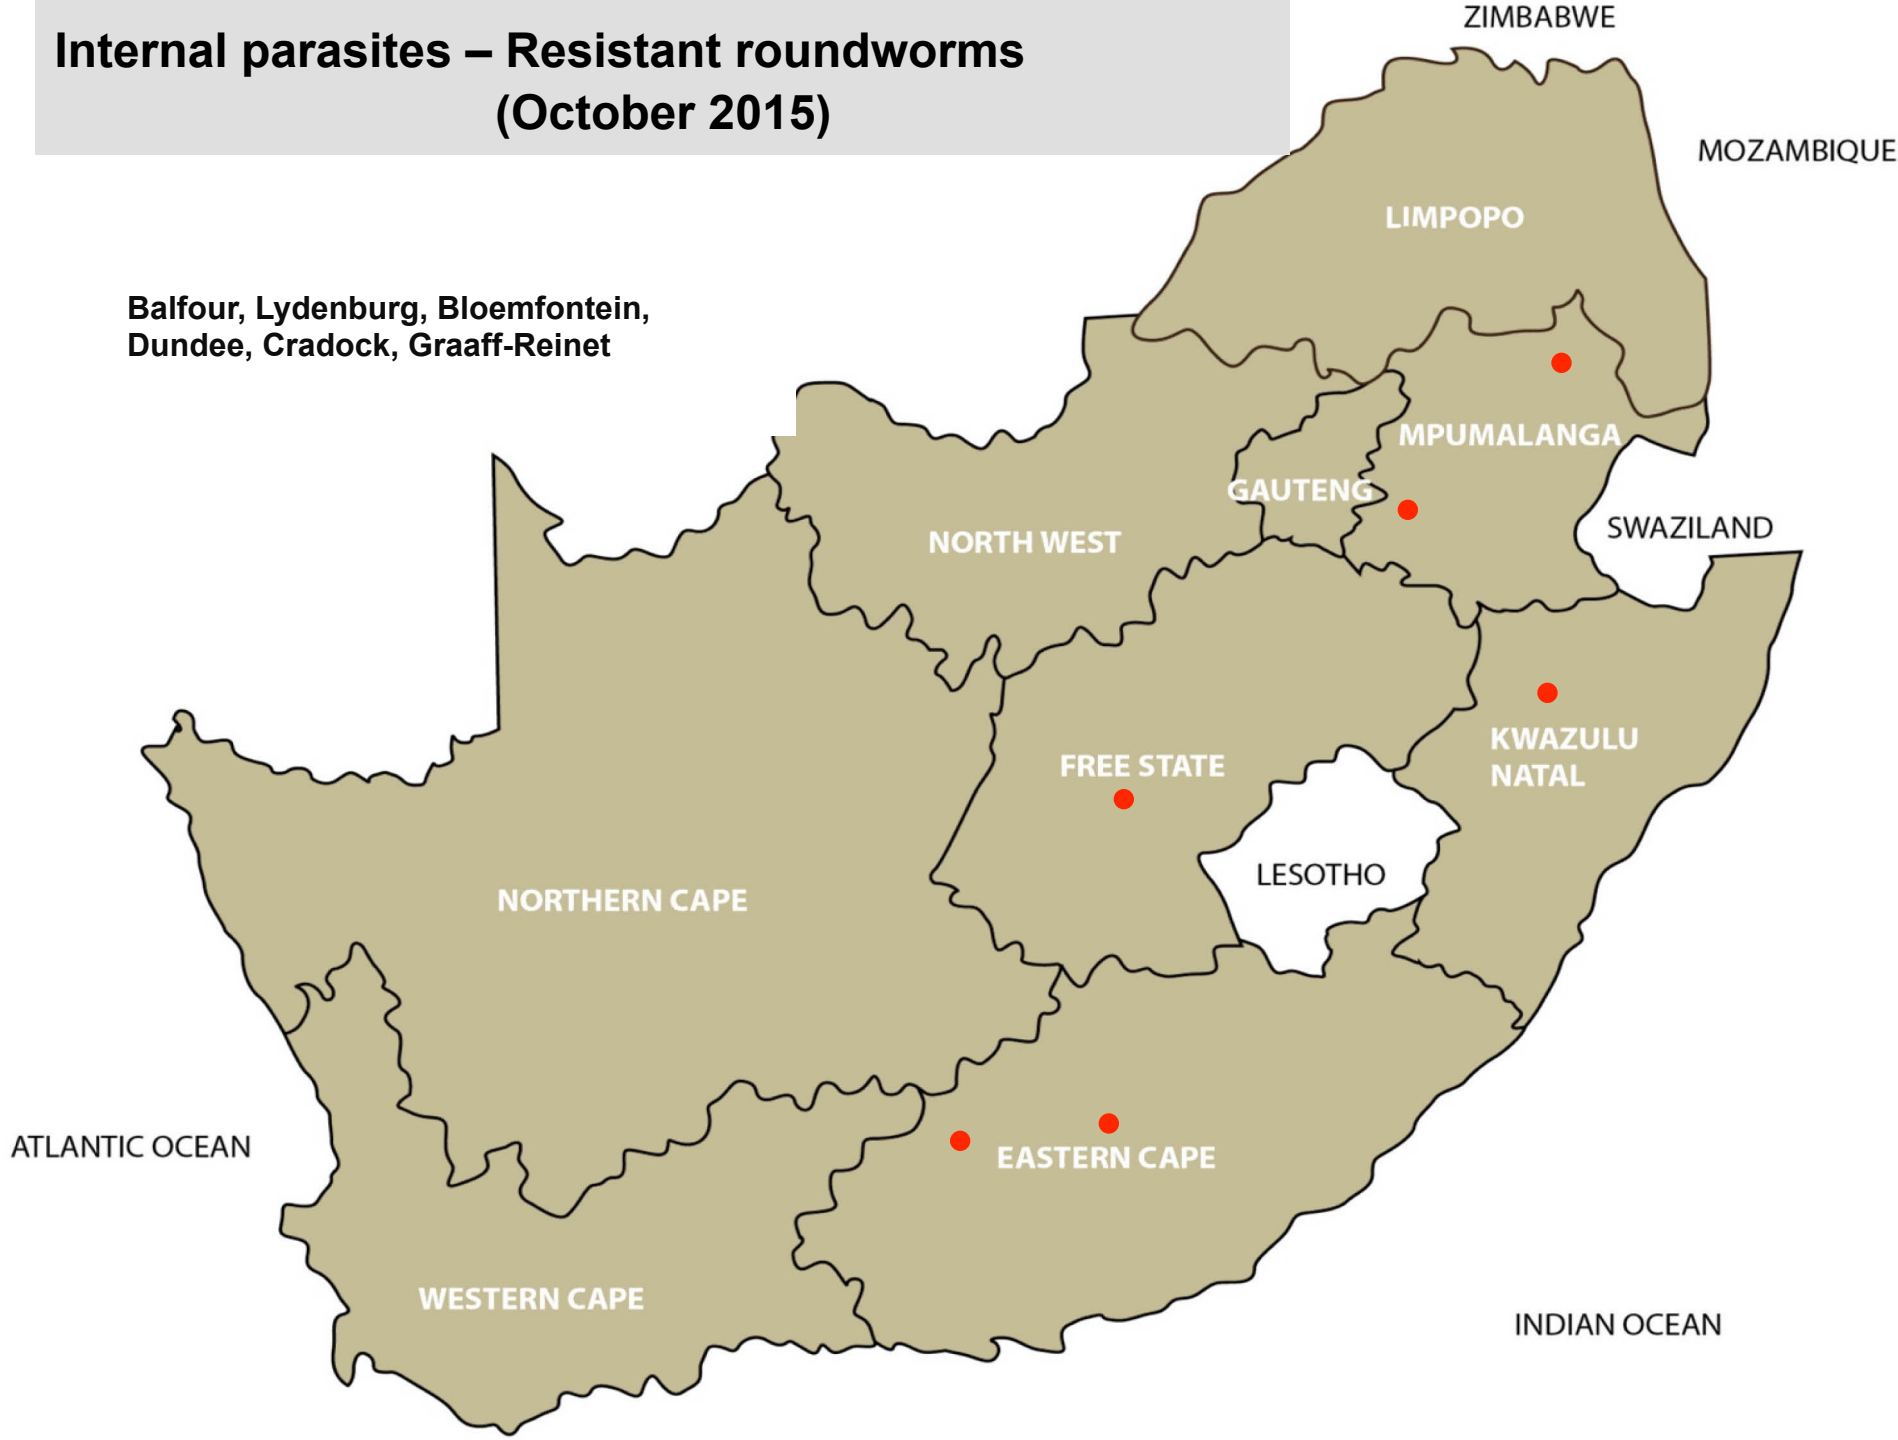 Internal parasites – Resistant roundworms
(October 2015)
ZIMBABWE
MOZAMBIQUE
LIMPOPO
Balfour, Lydenburg, Bloemfontein,
Dundee, Cradock, Graaff-Reinet
MPUMALANGA
GAUTENG
NORTH WEST
SWAZILAND
KWAZULU
NATAL
FREE STATE
LESOTHO
NORTHERN CAPE
ATLANTIC OCEAN
EASTERN CAPE
WESTERN CAPE
INDIAN OCEAN